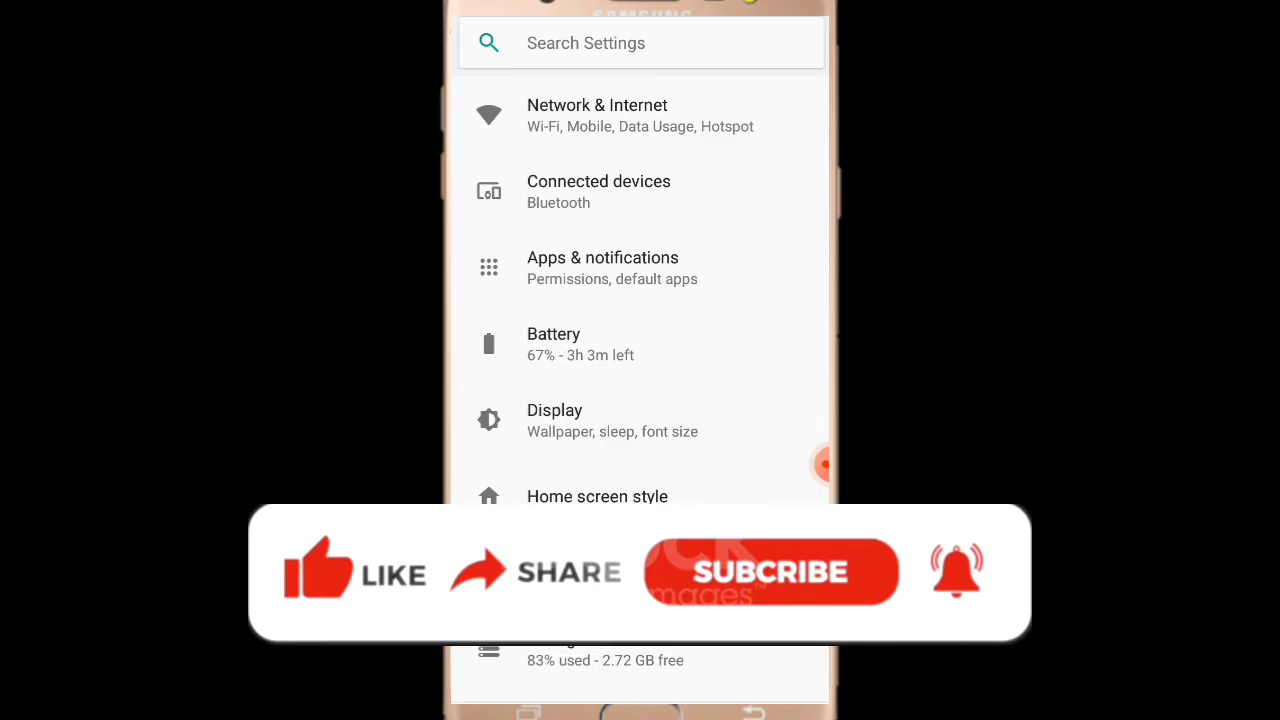 SAMSUNG
Search Settings
Network & Internet
Wi-Fi, Mobile, Data Usage, Hotspot
Connected devices
Bluetooth
Apps & notifications
Permissions, default apps
Battery
67% - 3h 3m left
Display
Wallpaper, sleep, font size
Home screen style
LIKE
SHARE
SUBCRIBE
mages
83% used - 2.72 GB free